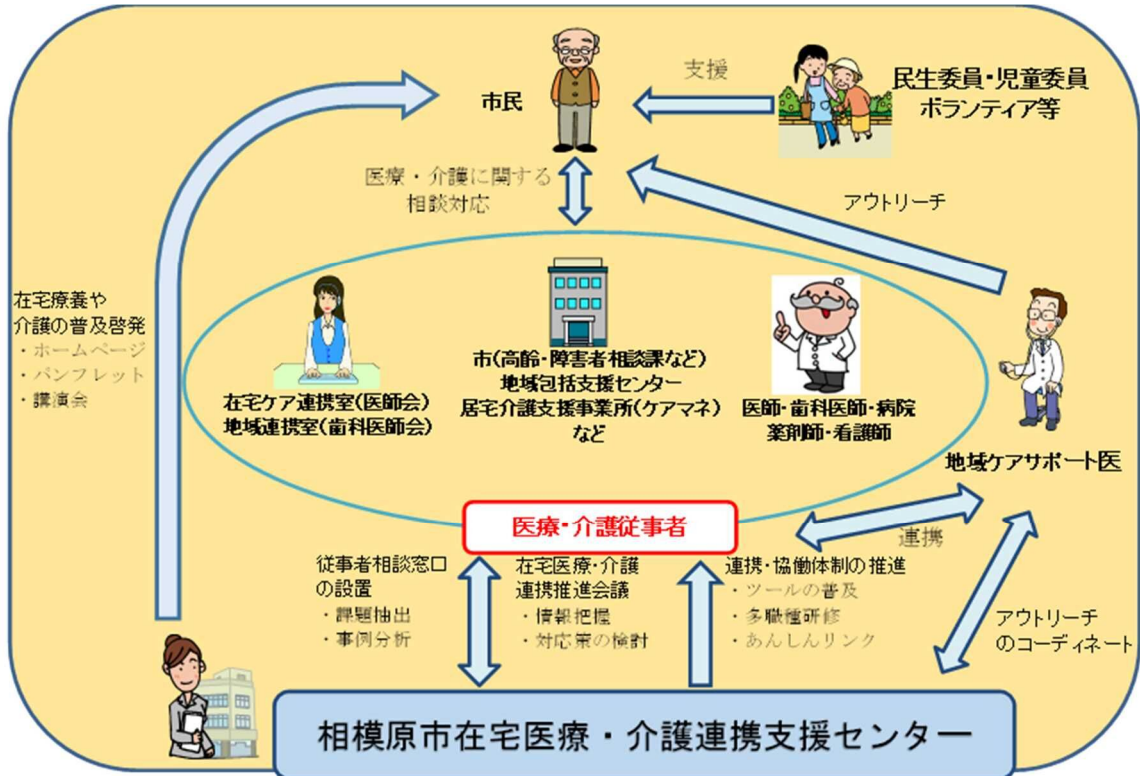 市民
支援
民生委員・児童委員
ボランティア等
医療・介護に関する
相談対応
アウトリーチ
在宅療養や
介護の普及啓発
・ホームページ
・パンフレット
・講演会
在宅ケア連携室(医師会)
地域連携室(歯科医師会)
市(高齢・障害者相談課など)
地域包括支援センター
居宅介護支援事業所(ケアマネ)
など
医師・歯科医師・病院
薬剤師・看護師
地域ケアサポート医
医療・介護従事者
連携
従事者相談窓口
の設置
・課題抽出
・事例分析
在宅医療・介護
連携推進会議
・情報把握
・対応策の検討
連携・協働体制の推進
・ツールの普及
・多職種研修
・あんしんリンク
アウトリーチ
のコーディネート
相模原市在宅医療・介護連携支援センター